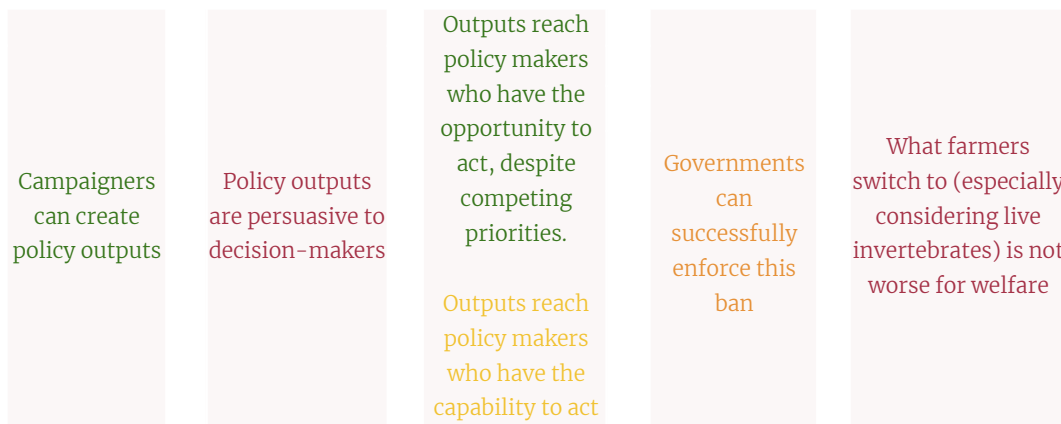 Campaigners
can create
policy outputs
Policy outputs
are persuasive to
decision-makers
Outputs reach
policy makers
who have the
opportunity to
act, despite
competing
priorities.
Outputs reach
policy makers
who have the
capability to act
Governments
can
successfully
enforce this
ban
What farmers
switch to (especially
considering live
invertebrates) is not
worse for welfare